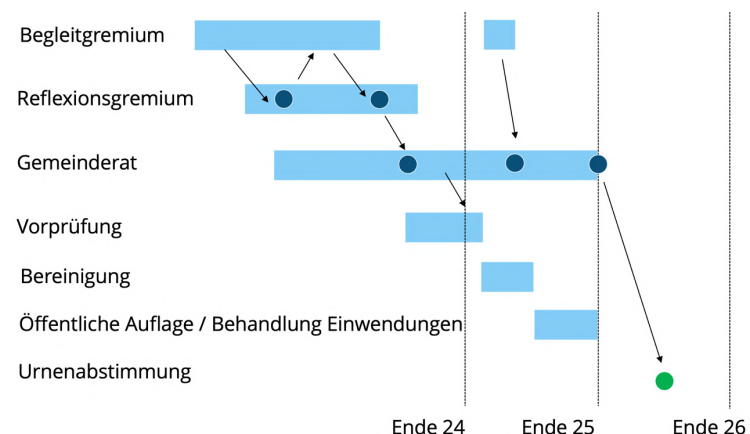 Begleitgremium
Reflexionsgremium
Gemeinderat
Vorprüfung
Bereinigung
Öffentliche Auflage / Behandlung Einwendungen
Urnenabstimmung
Ende 24 Ende 25 Ende 26